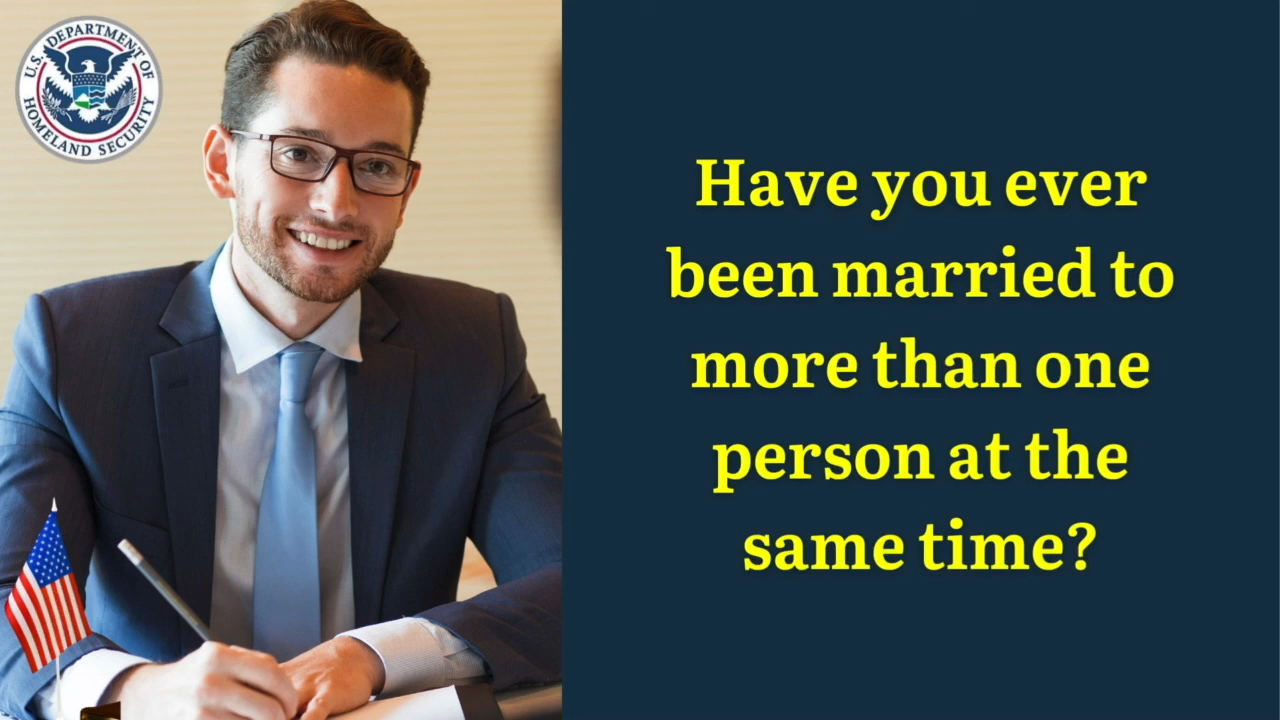 U.S. DEPARTMENT OF
HOMELAND SECURITY
Have you ever
been married to
more than one
person at the
same time?